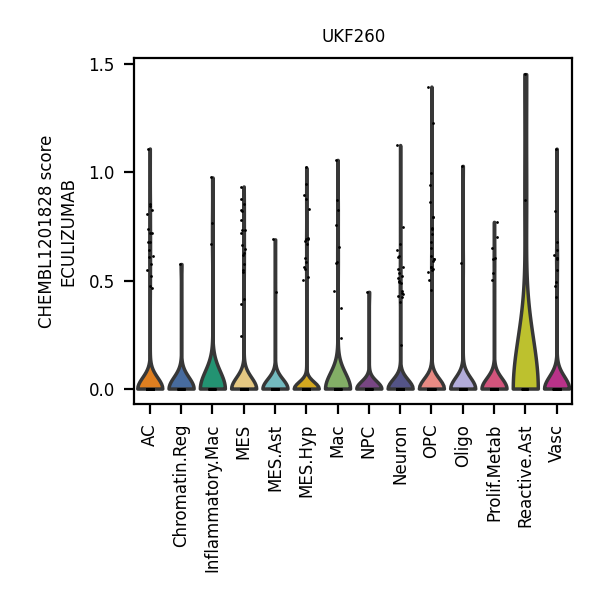 UKF260
CHEMBL1201828 score
ECULIZUMAB
1.5
1.0
0.5
0.0
AC
Chromatin.Reg
Inflammatory.Mac
MES
MES.Ast
MES.Hyp
Mac
NPC
Neuron
OPC
Oligo
Prolif.Metab
Reactive.Ast
Vasc